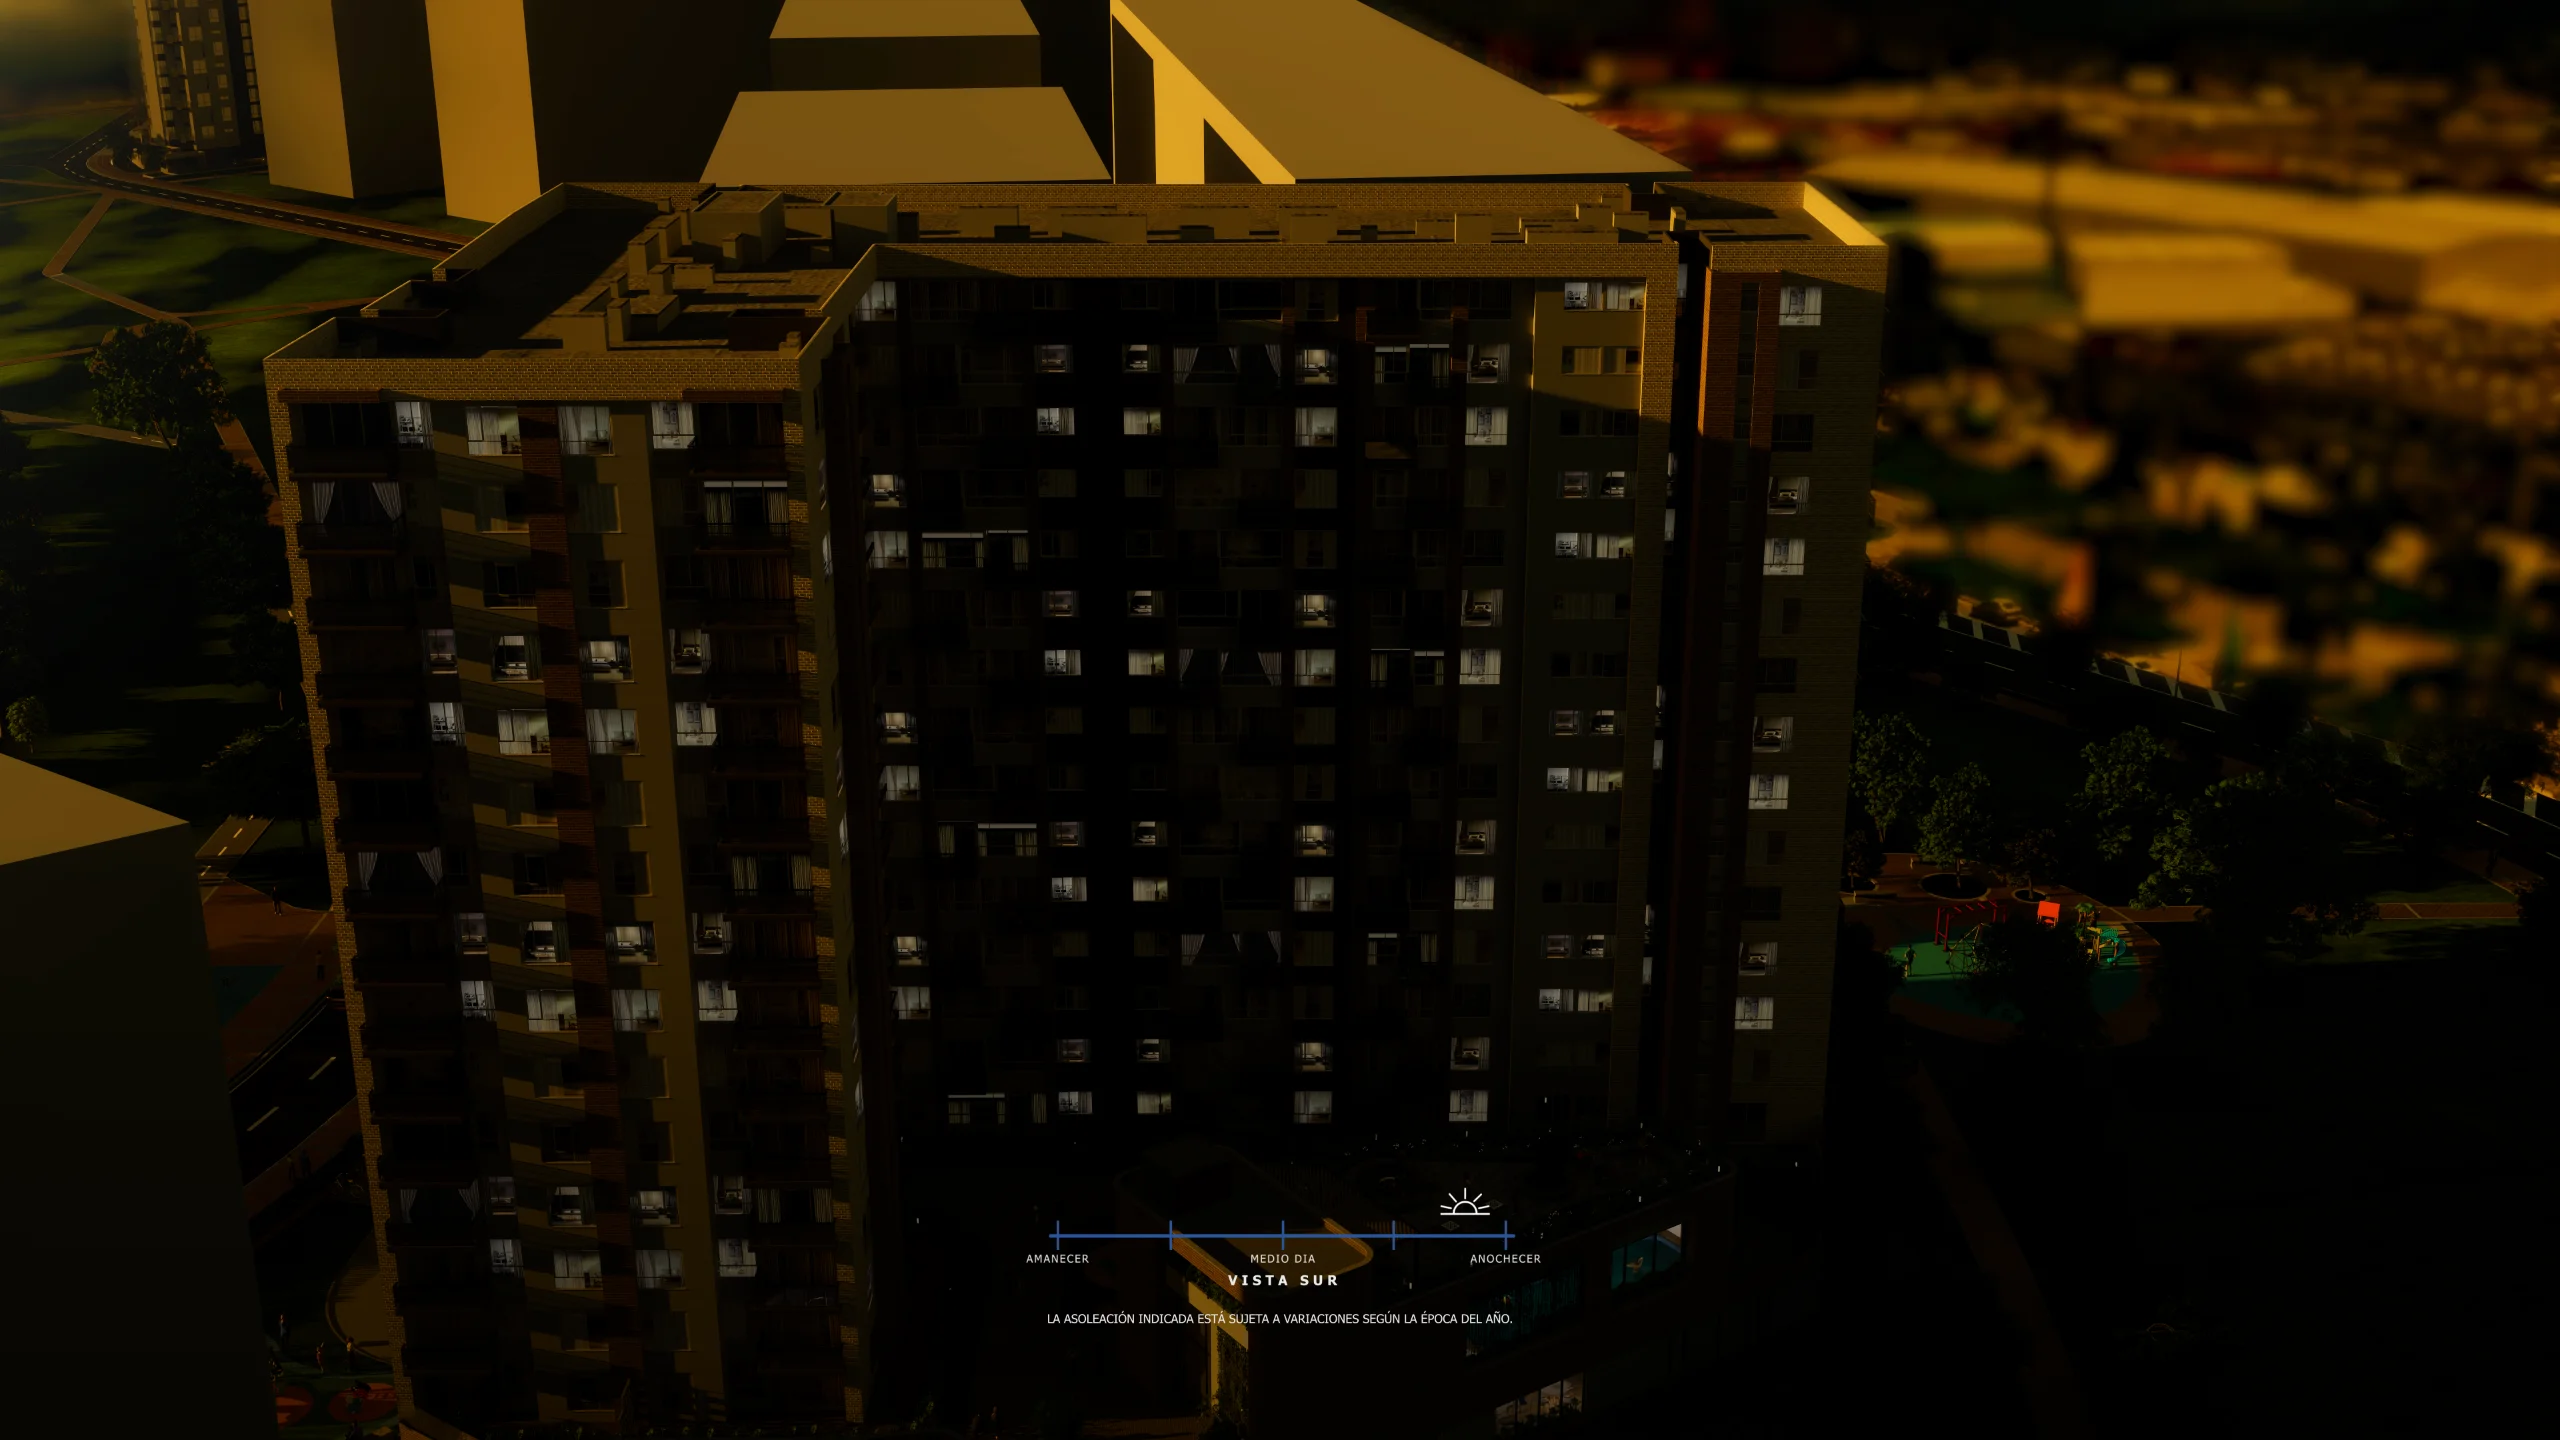 AMANECER
MEDIO DIA
ANOCHECER
VISTA SUR
LA ASOLEACIÓN INDICADA ESTÁ SUJETA A VARIACIONES SEGÚN LA ÉPOCA DEL AÑO.